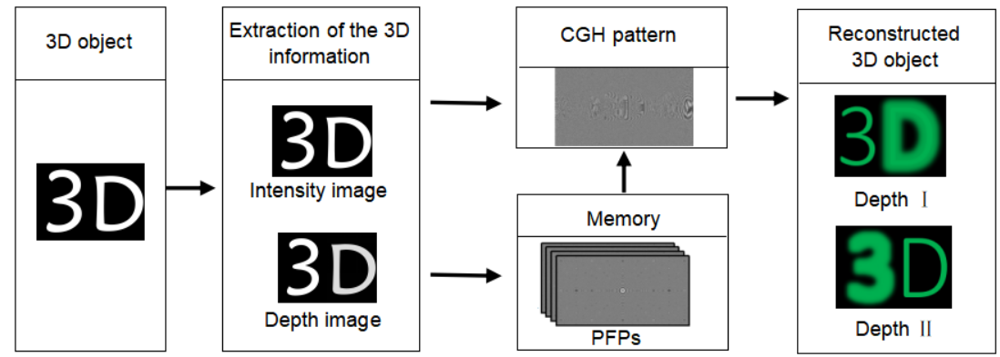 3D object
3D
Extraction of the 3D
information
3D
Intensity image
3D
Depth image
CGH pattern
Memory
PFPs
Reconstructed
3D object
3D
Depth Ⅰ
3D
Depth Ⅱ